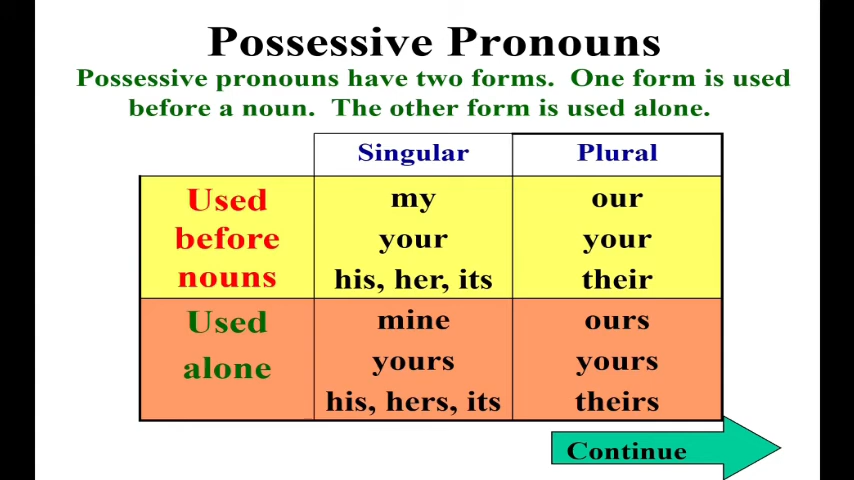 Possessive Pronouns
Possessive pronouns have two forms. One form is used
before a noun. The other form is used alone.
Singular Plural
Used before nouns
my our
your your
his, her, its their
Used alone
mine ours
yours yours
his, hers, its theirs
Continue